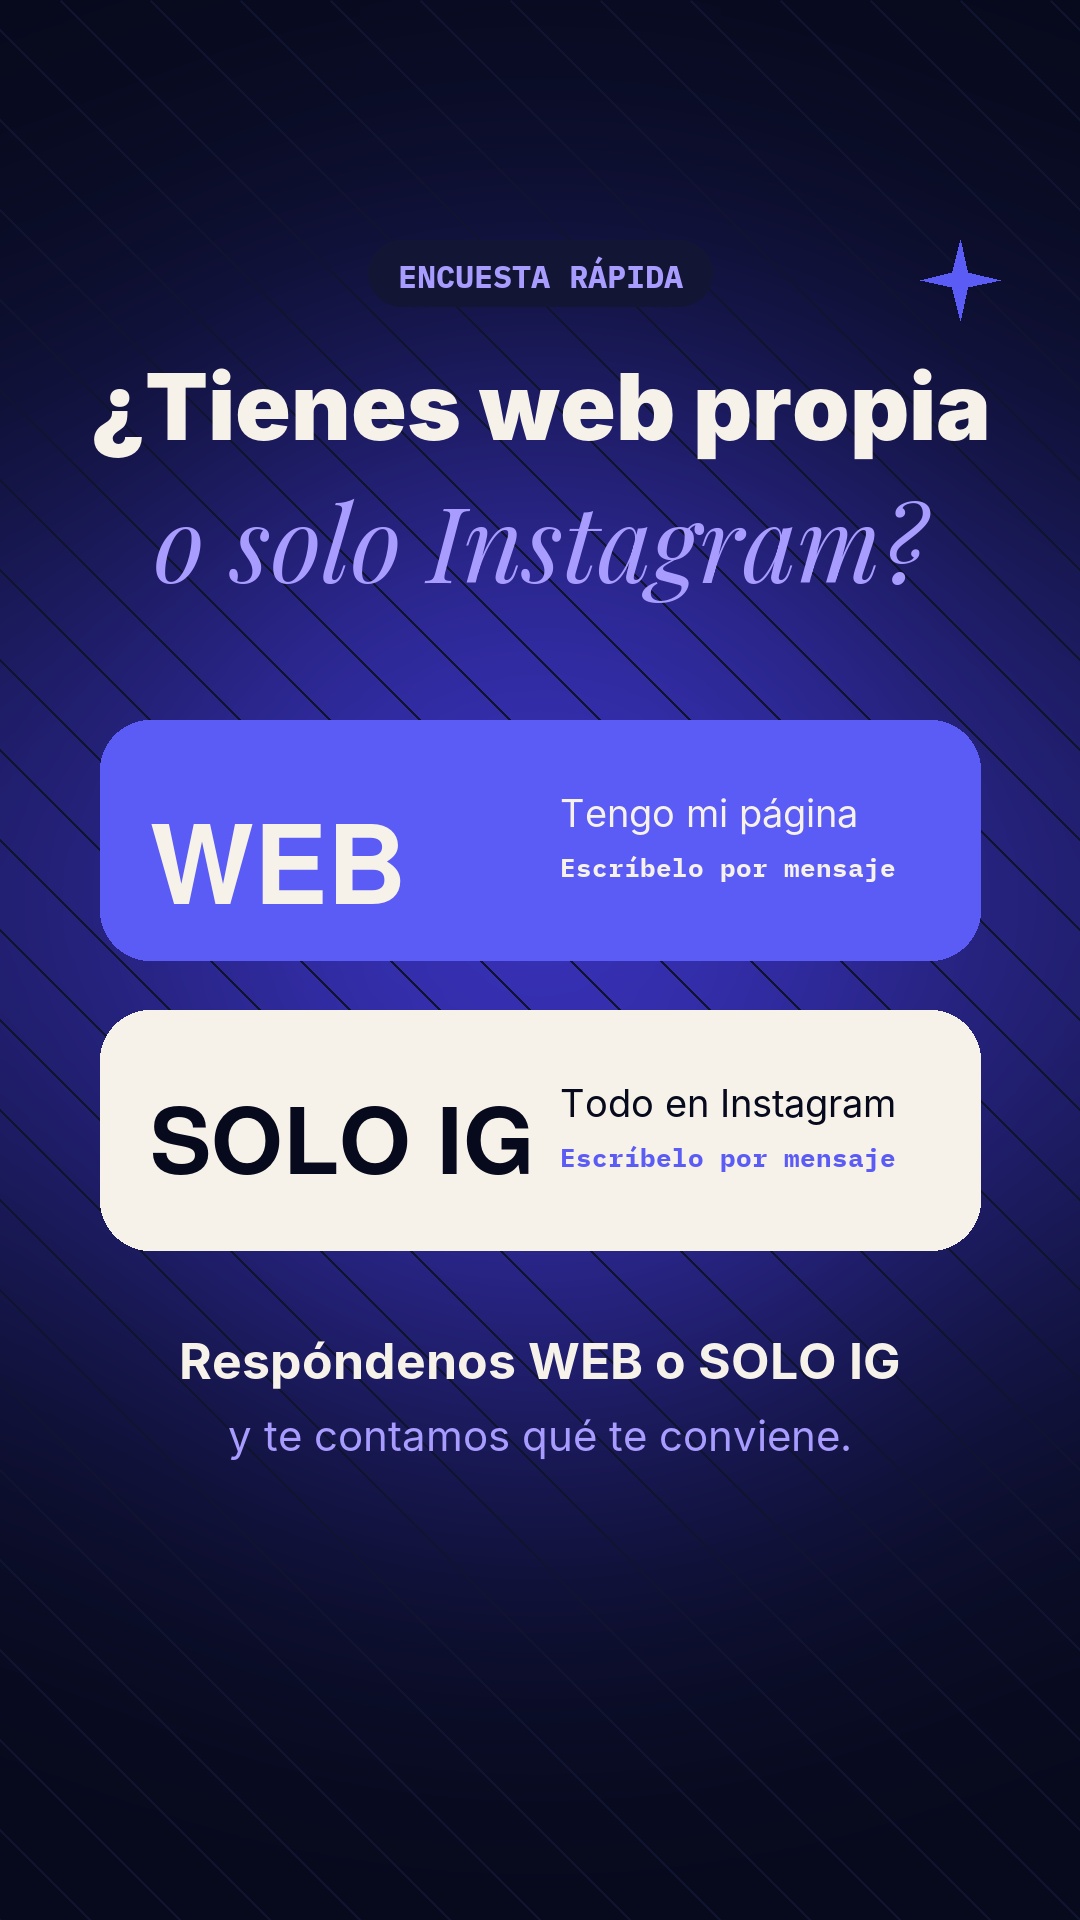 ENCUESTA RÁPIDA
¿Tienes web propia
o solo Instagram?
WEB
Tengo mi página
Escríbelo por mensaje
SOLO IG
Todo en Instagram
Escríbelo por mensaje
Respóndenos WEB o SOLO IG
y te contamos qué te conviene.